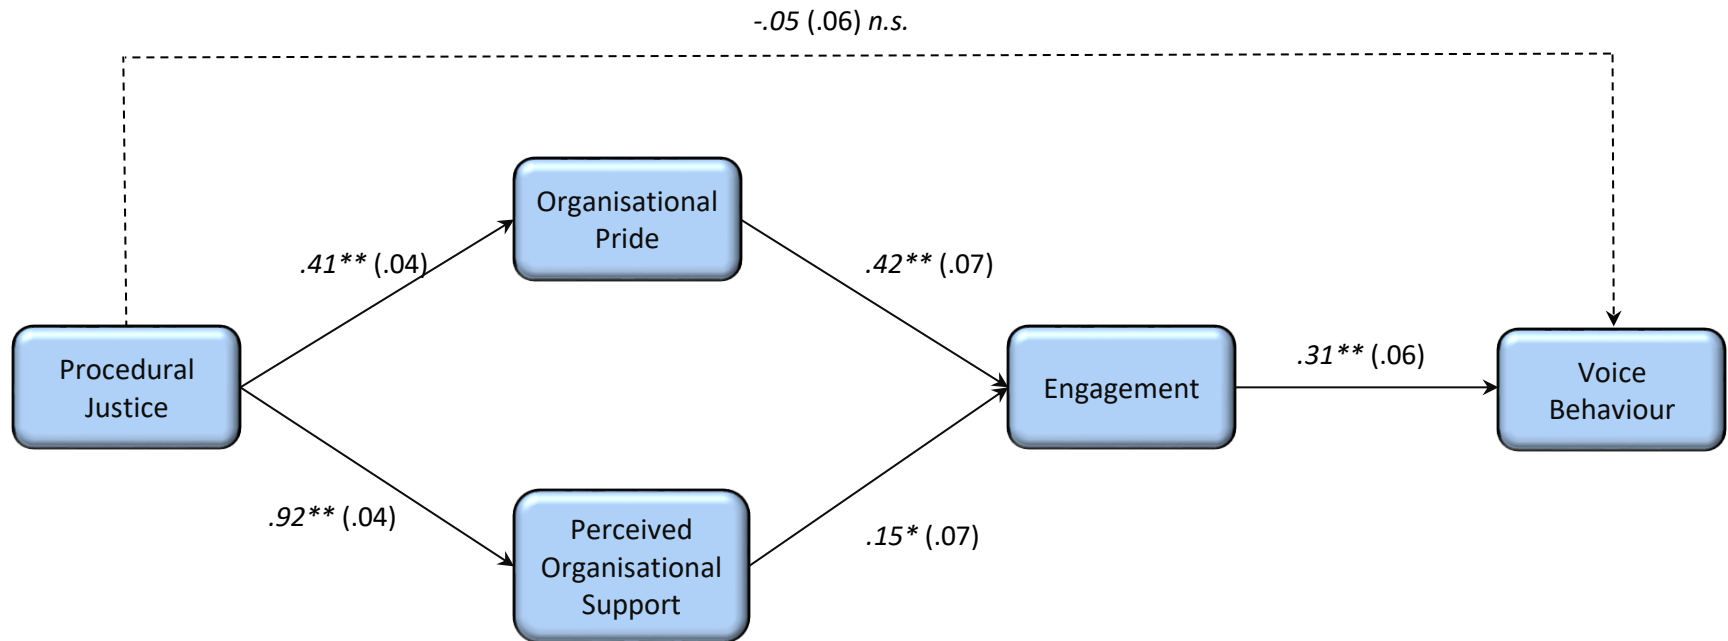 -.05 (.06) n.s.
Organisational
Pride
.41** (.04)
.42** (.07)
Procedural
Justice
Engagement
.31** (.06)
Voice
Behaviour
.92** (.04)
Perceived
Organisational
Support
.15* (.07)